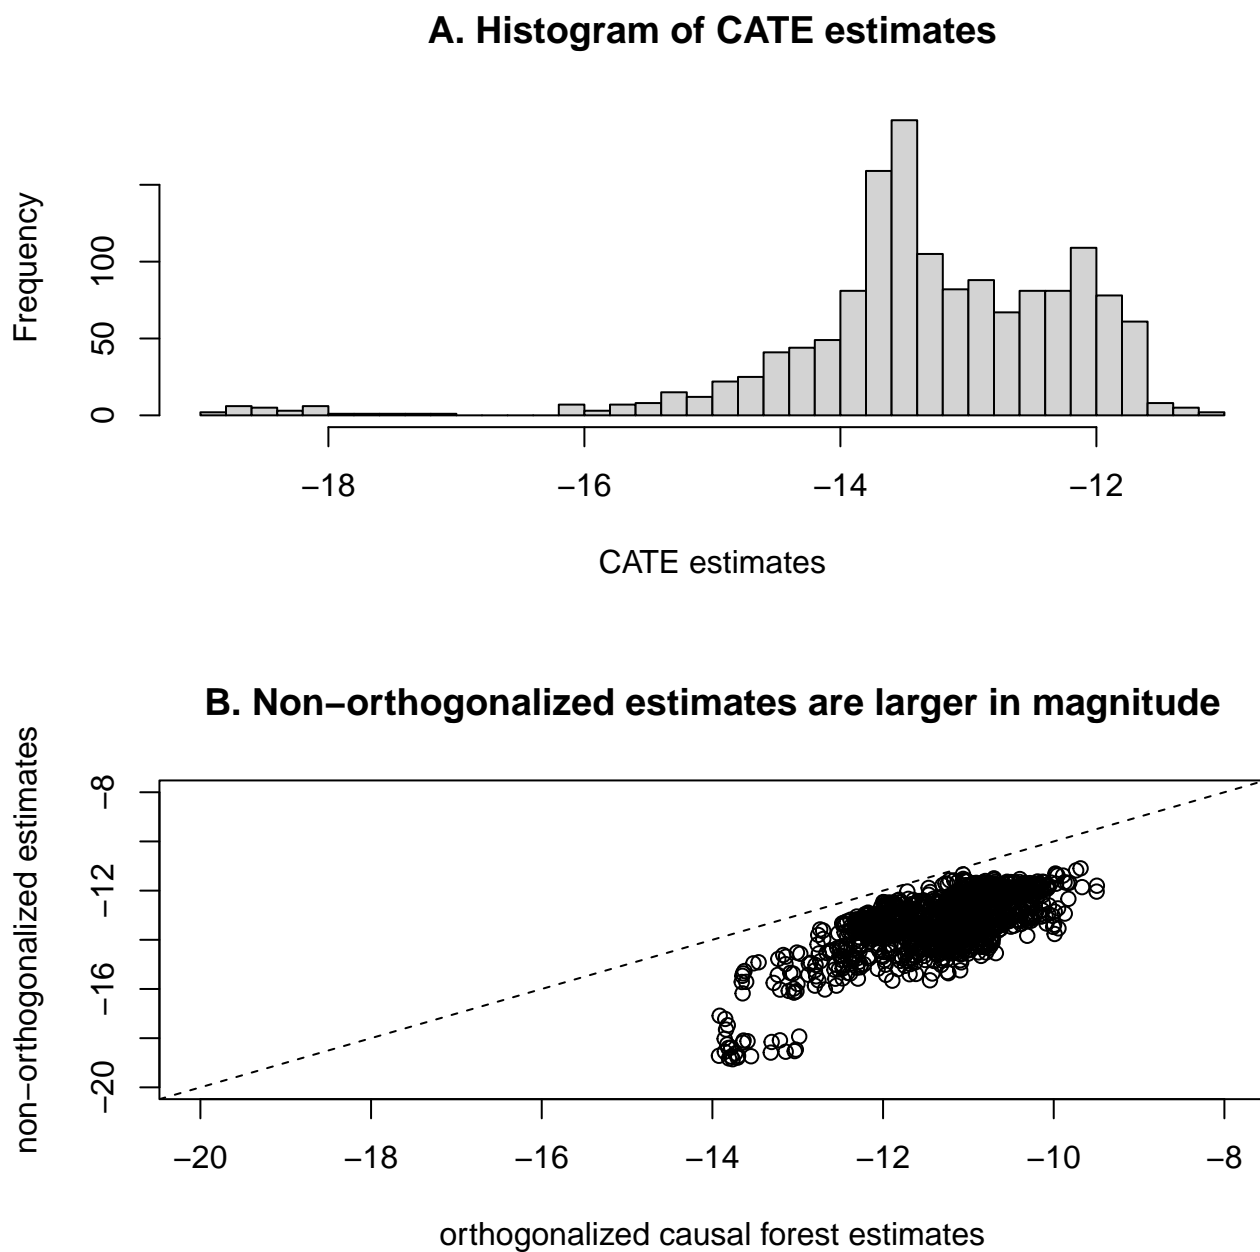 A. Histogram of CATE estimates
Frequency
100
50
0
−18 −16 −14 −12
CATE estimates
B. Non−orthogonalized estimates are larger in magnitude
non−orthogonalized estimates
−8
−12
−16
−20
−20 −18 −16 −14 −12 −10 −8
orthogonalized causal forest estimates